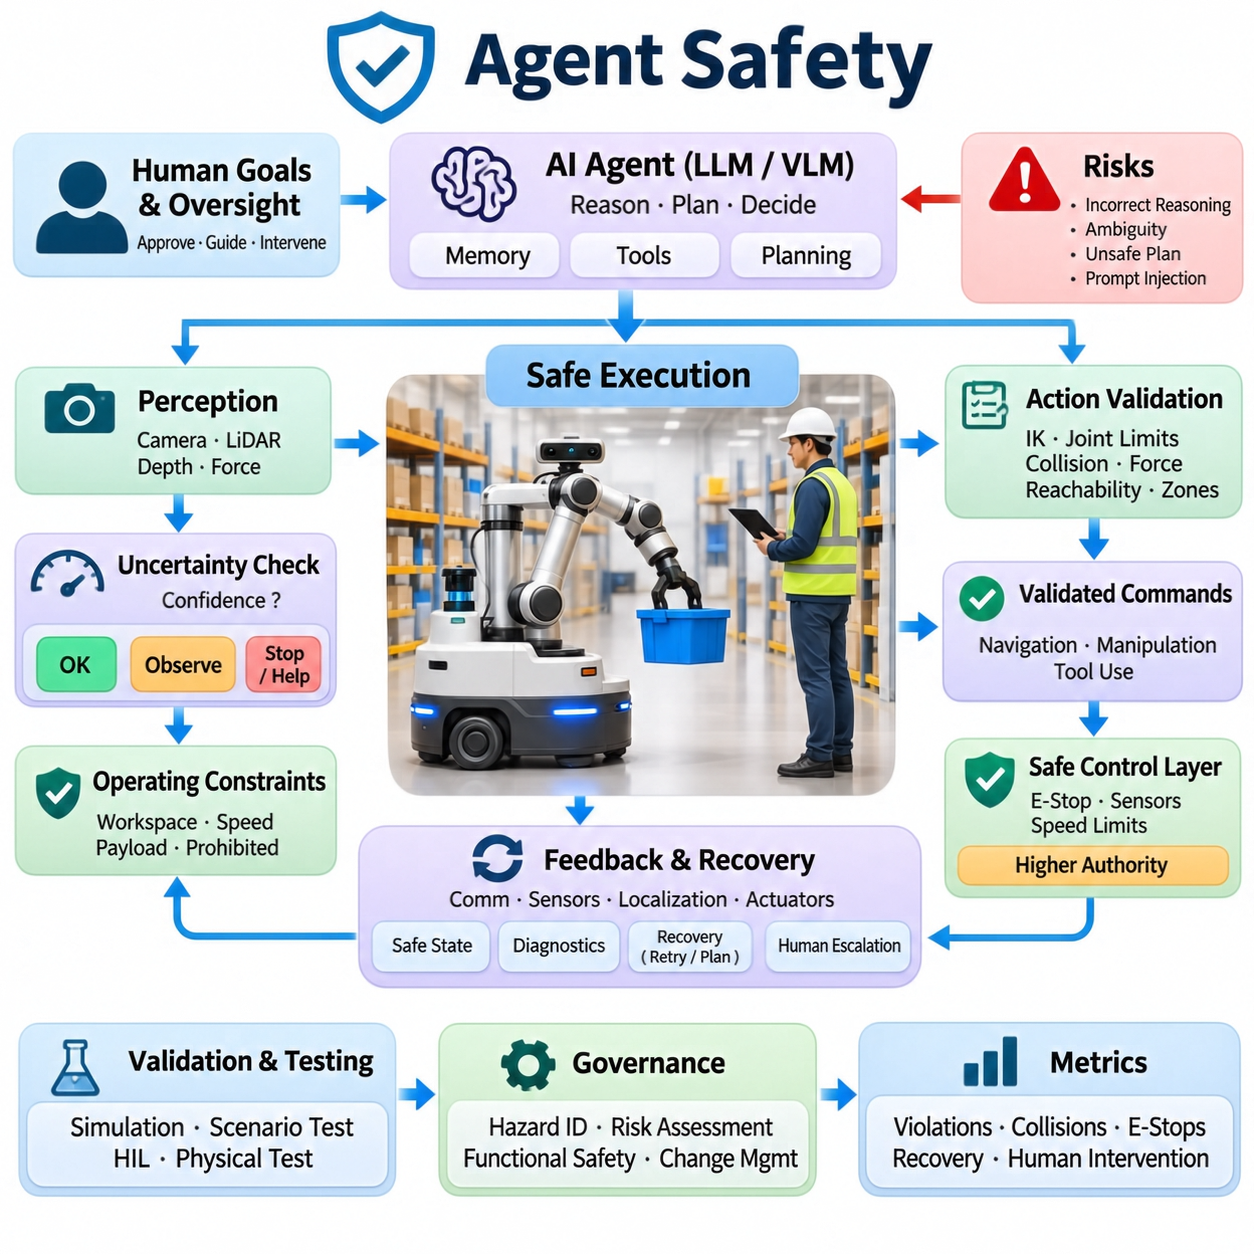 Agent Safety
Human Goals
& Oversight
Approve · Guide · Intervene
AI Agent (LLM / VLM)
Reason · Plan · Decide
Memory
Tools
Planning
Risks
• Incorrect Reasoning
• Ambiguity
• Unsafe Plan
• Prompt Injection
Perception
Camera · LiDAR
Depth · Force
Safe Execution
Action Validation
IK · Joint Limits
Collision · Force
Reachability · Zones
Uncertainty Check
Confidence ?
OK
Observe
Stop
/ Help
Validated Commands
Navigation · Manipulation
Tool Use
Operating Constraints
Workspace · Speed
Payload · Prohibited
Safe Control Layer
E-Stop · Sensors
Speed Limits
Higher Authority
Feedback & Recovery
Comm · Sensors · Localization · Actuators
Safe State
Diagnostics
Recovery
( Retry / Plan )
Human Escalation
Validation & Testing
Simulation · Scenario Test
HIL · Physical Test
Governance
Hazard ID · Risk Assessment
Functional Safety · Change Mgmt
Metrics
Violations · Collisions · E-Stops
Recovery · Human Intervention